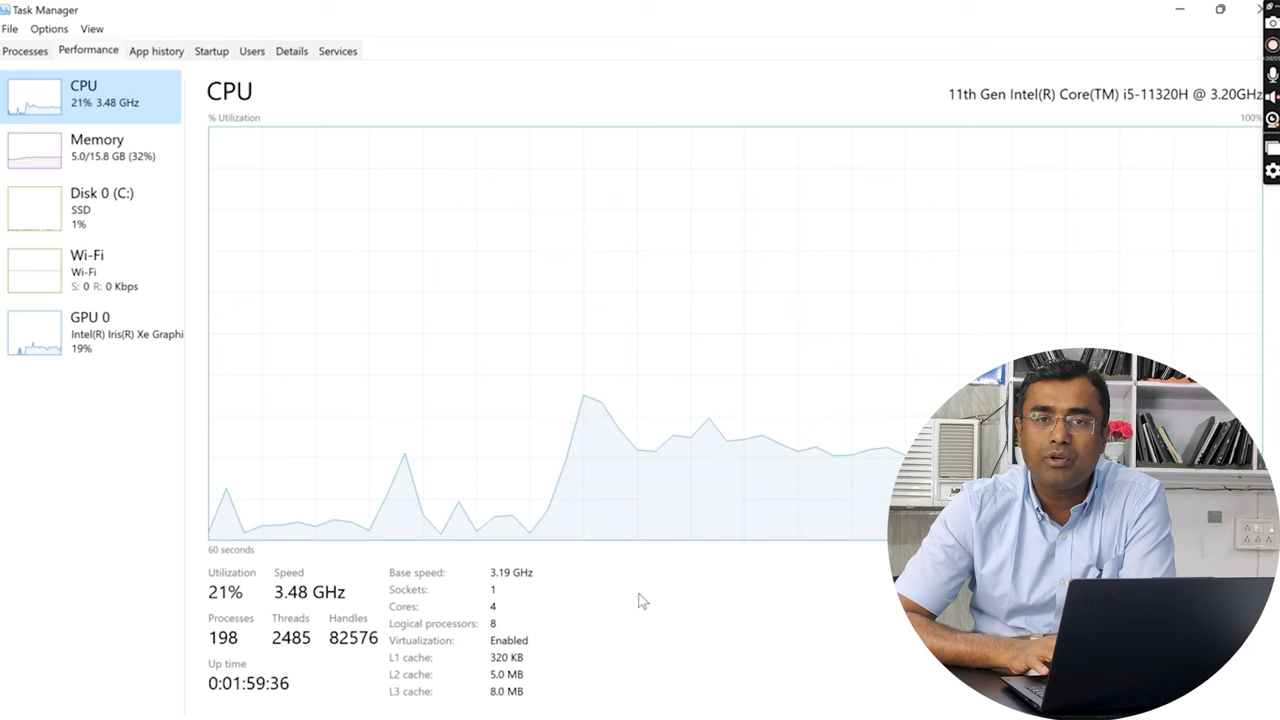 Task Manager
File Options View
Processes Performance App history Startup Users Details Services
CPU
21% 3.48 GHz
Memory
5.0/15.8 GB (32%)
Disk 0 (C:)
SSD
1%
Wi-Fi
Wi-Fi
S: 0 R: 0 Kbps
GPU 0
Intel(R) Iris(R) Xe Graphi
19%
CPU
11th Gen Intel(R) Core(TM) i5-11320H @ 3.20GHz
% Utilization 100%
60 seconds
Utilization Speed
21% 3.48 GHz
Processes Threads Handles
198 2485 82576
Up time
0:01:59:36
Base speed: 3.19 GHz
Sockets: 1
Cores: 4
Logical processors: 8
Virtualization: Enabled
L1 cache: 320 KB
L2 cache: 5.0 MB
L3 cache: 8.0 MB